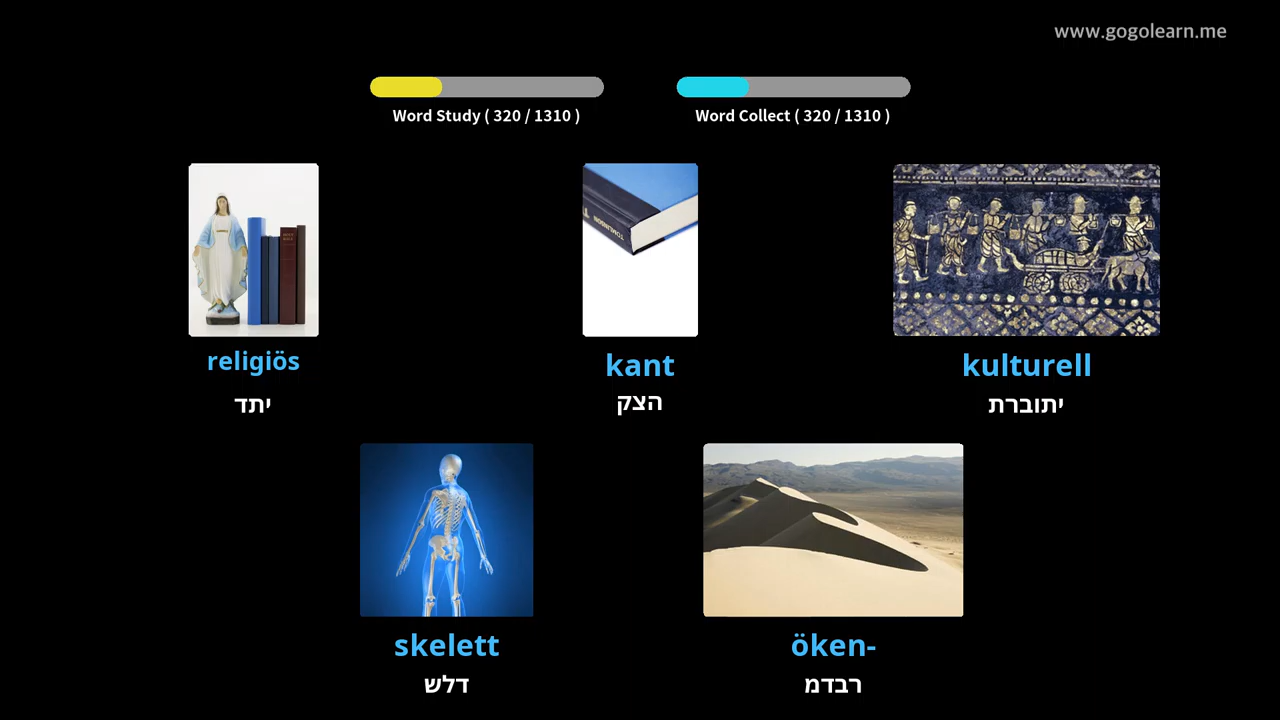 www.gogolearn.me
Word Study ( 320 / 1310 )
Word Collect ( 320 / 1310 )
TOMLINSON
religiös
kant
kulturell
יתד
הצק
יתוברת
skelett
öken-
דלש
רבדמ